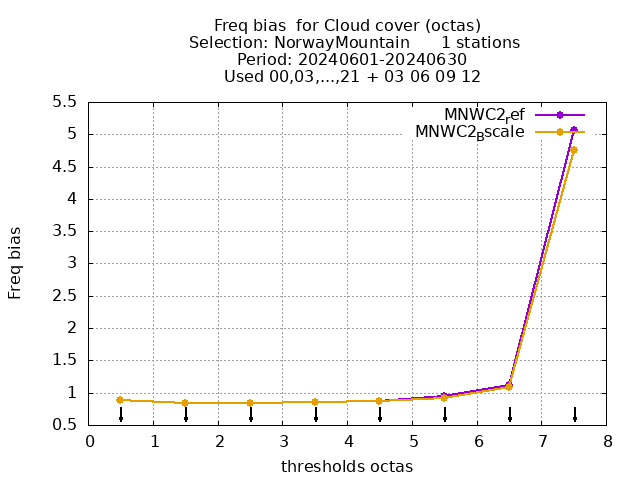 Freq bias  for Cloud cover (octas)
Selection: NorwayMountain      1 stations
Period: 20240601-20240630
Used 00,03,...,21 + 03 06 09 12
MNWC2ref
MNWC2Bscale
5.5
5
4.5
4
3.5
3
2.5
2
1.5
1
0.5
Freq bias
0 1 2 3 4 5 6 7 8
thresholds octas